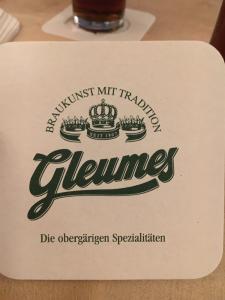 BRAUKUNST MIT TRADITION
Gleumes
Die obergärigen Spezialitäten